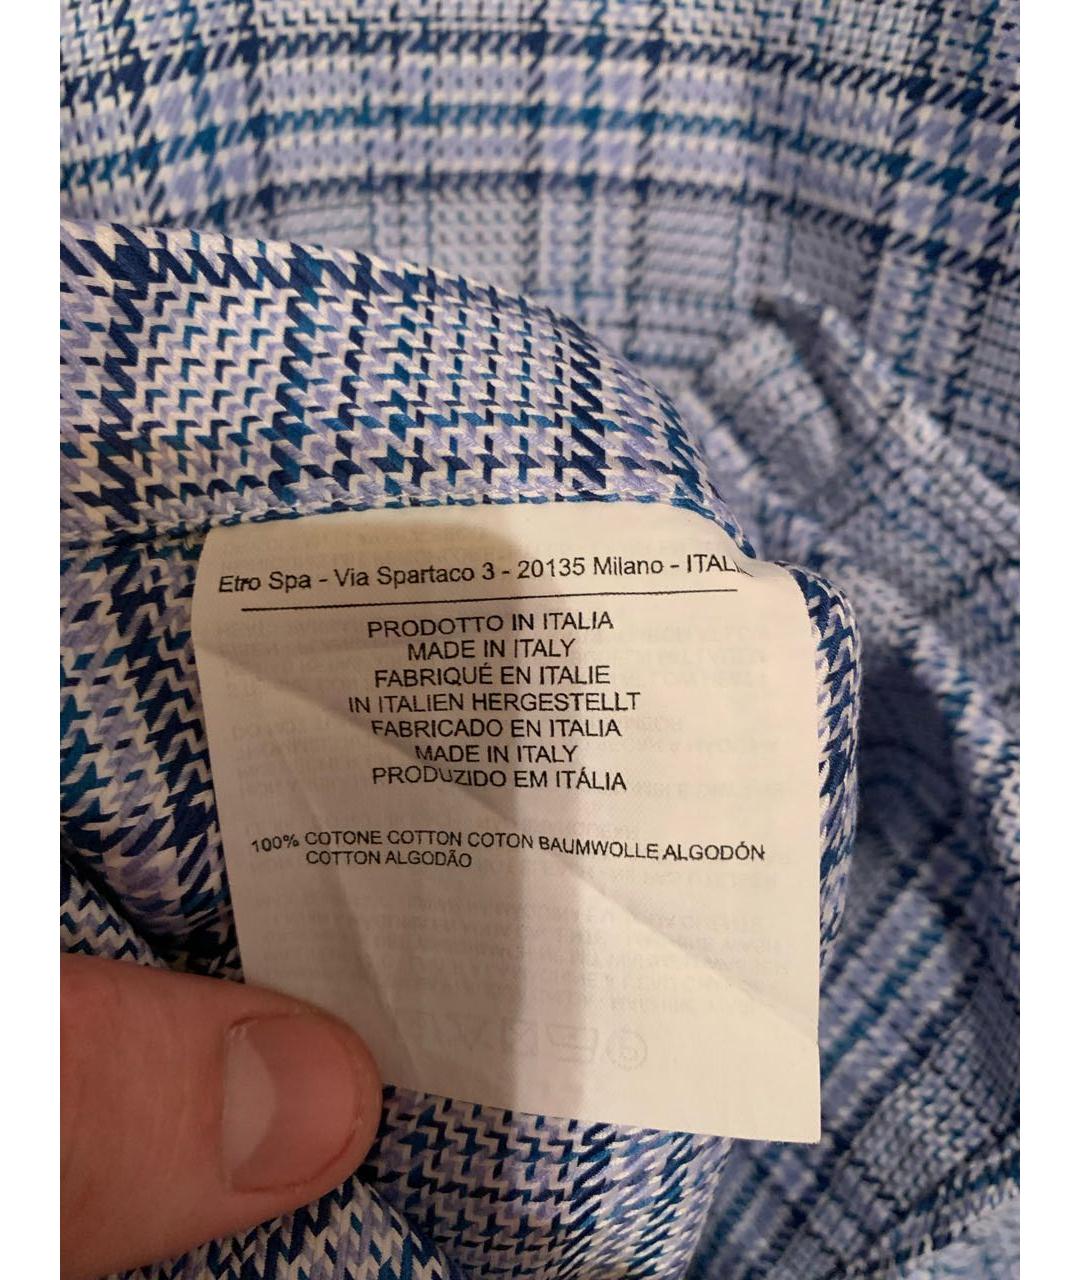 Etro Spa - Via Spartaco 3 - 20135 Milano - ITAL
PRODOTTO IN ITALIA
MADE IN ITALY
FABRIQUÉ EN ITALIE
IN ITALIEN HERGESTELLT
FABRICADO EN ITALIA
MADE IN ITALY
PRODUZIDO EM ITÁLIA
100% COTONE COTTON COTON BAUMWOLLE ALGODÓN
COTTON ALGODÃO